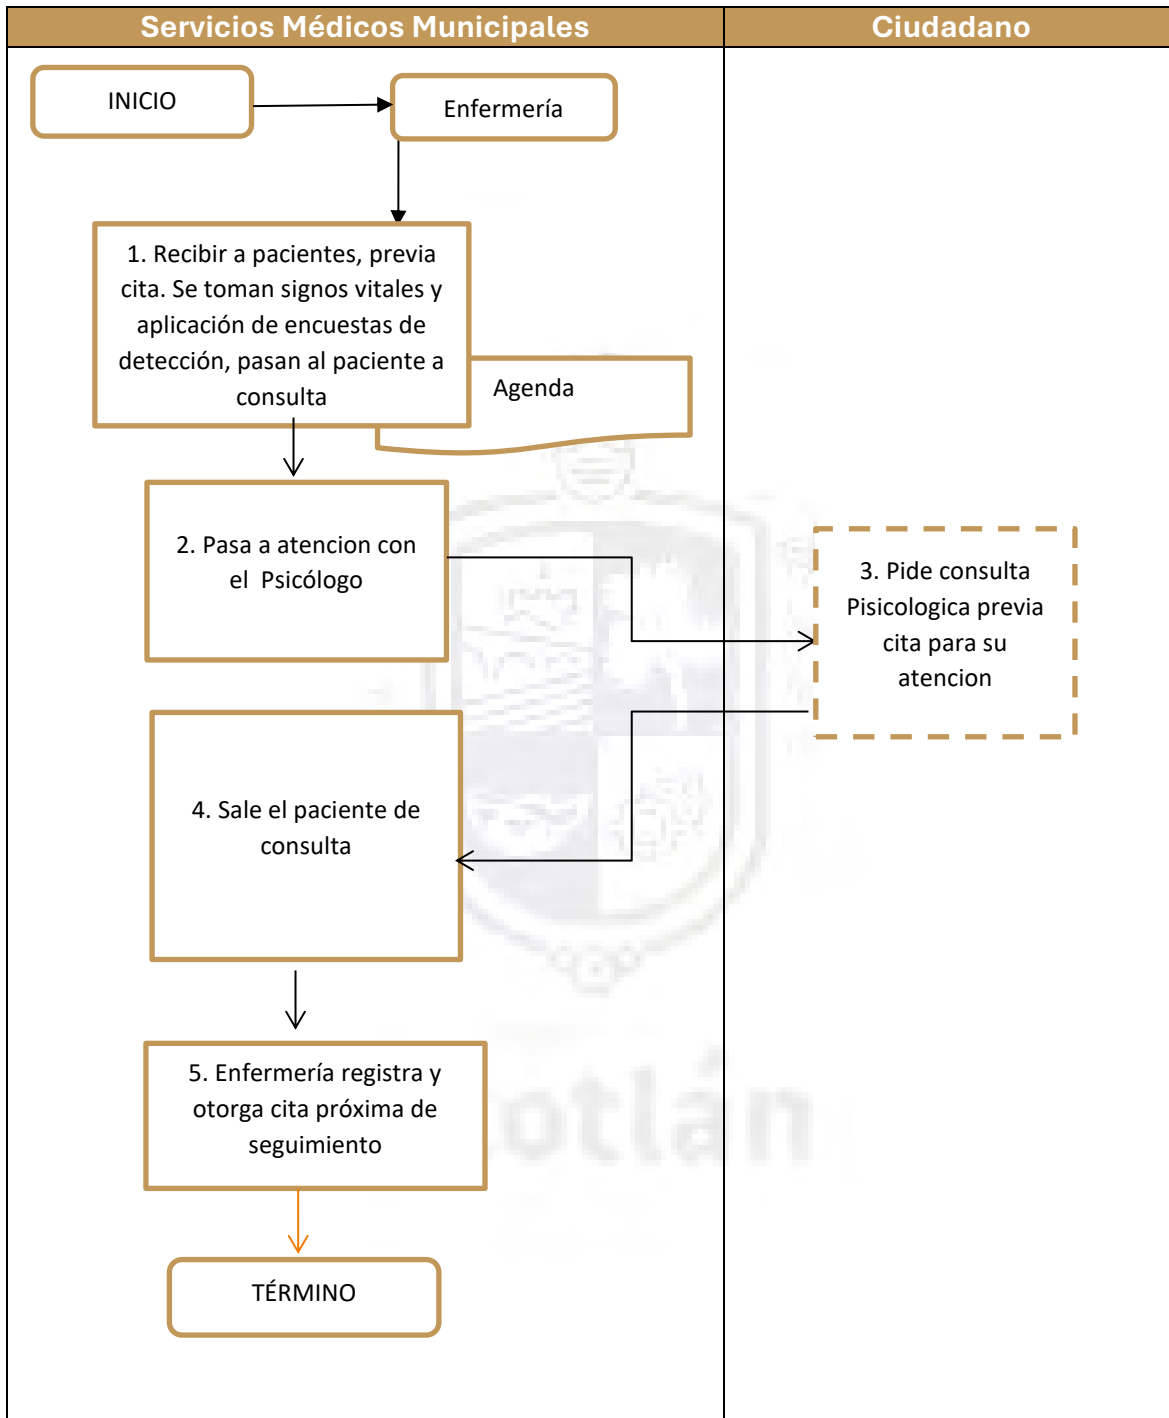 Servicios Médicos Municipales
Ciudadano
INICIO
Enfermería
1. Recibir a pacientes, previa
cita. Se toman signos vitales y
aplicación de encuestas de
detección, pasan al paciente a
consulta
Agenda
2. Pasa a atencion con
el Psicólogo
3. Pide consulta
Pisicologica previa
cita para su
atencion
4. Sale el paciente de
consulta
5. Enfermería registra y
otorga cita próxima de
seguimiento
TÉRMINO